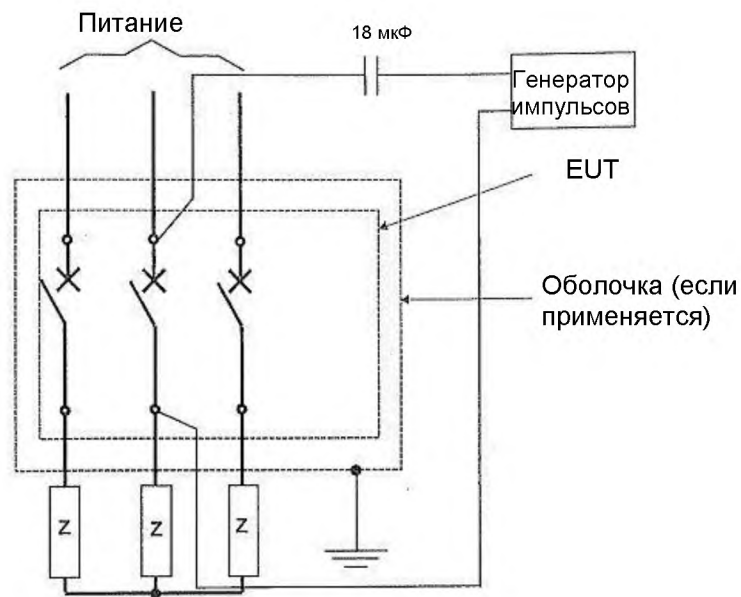 Питание
18 мкФ
Генератор
импульсов
EUT
Оболочка (если
применяется)
Z
Z
Z